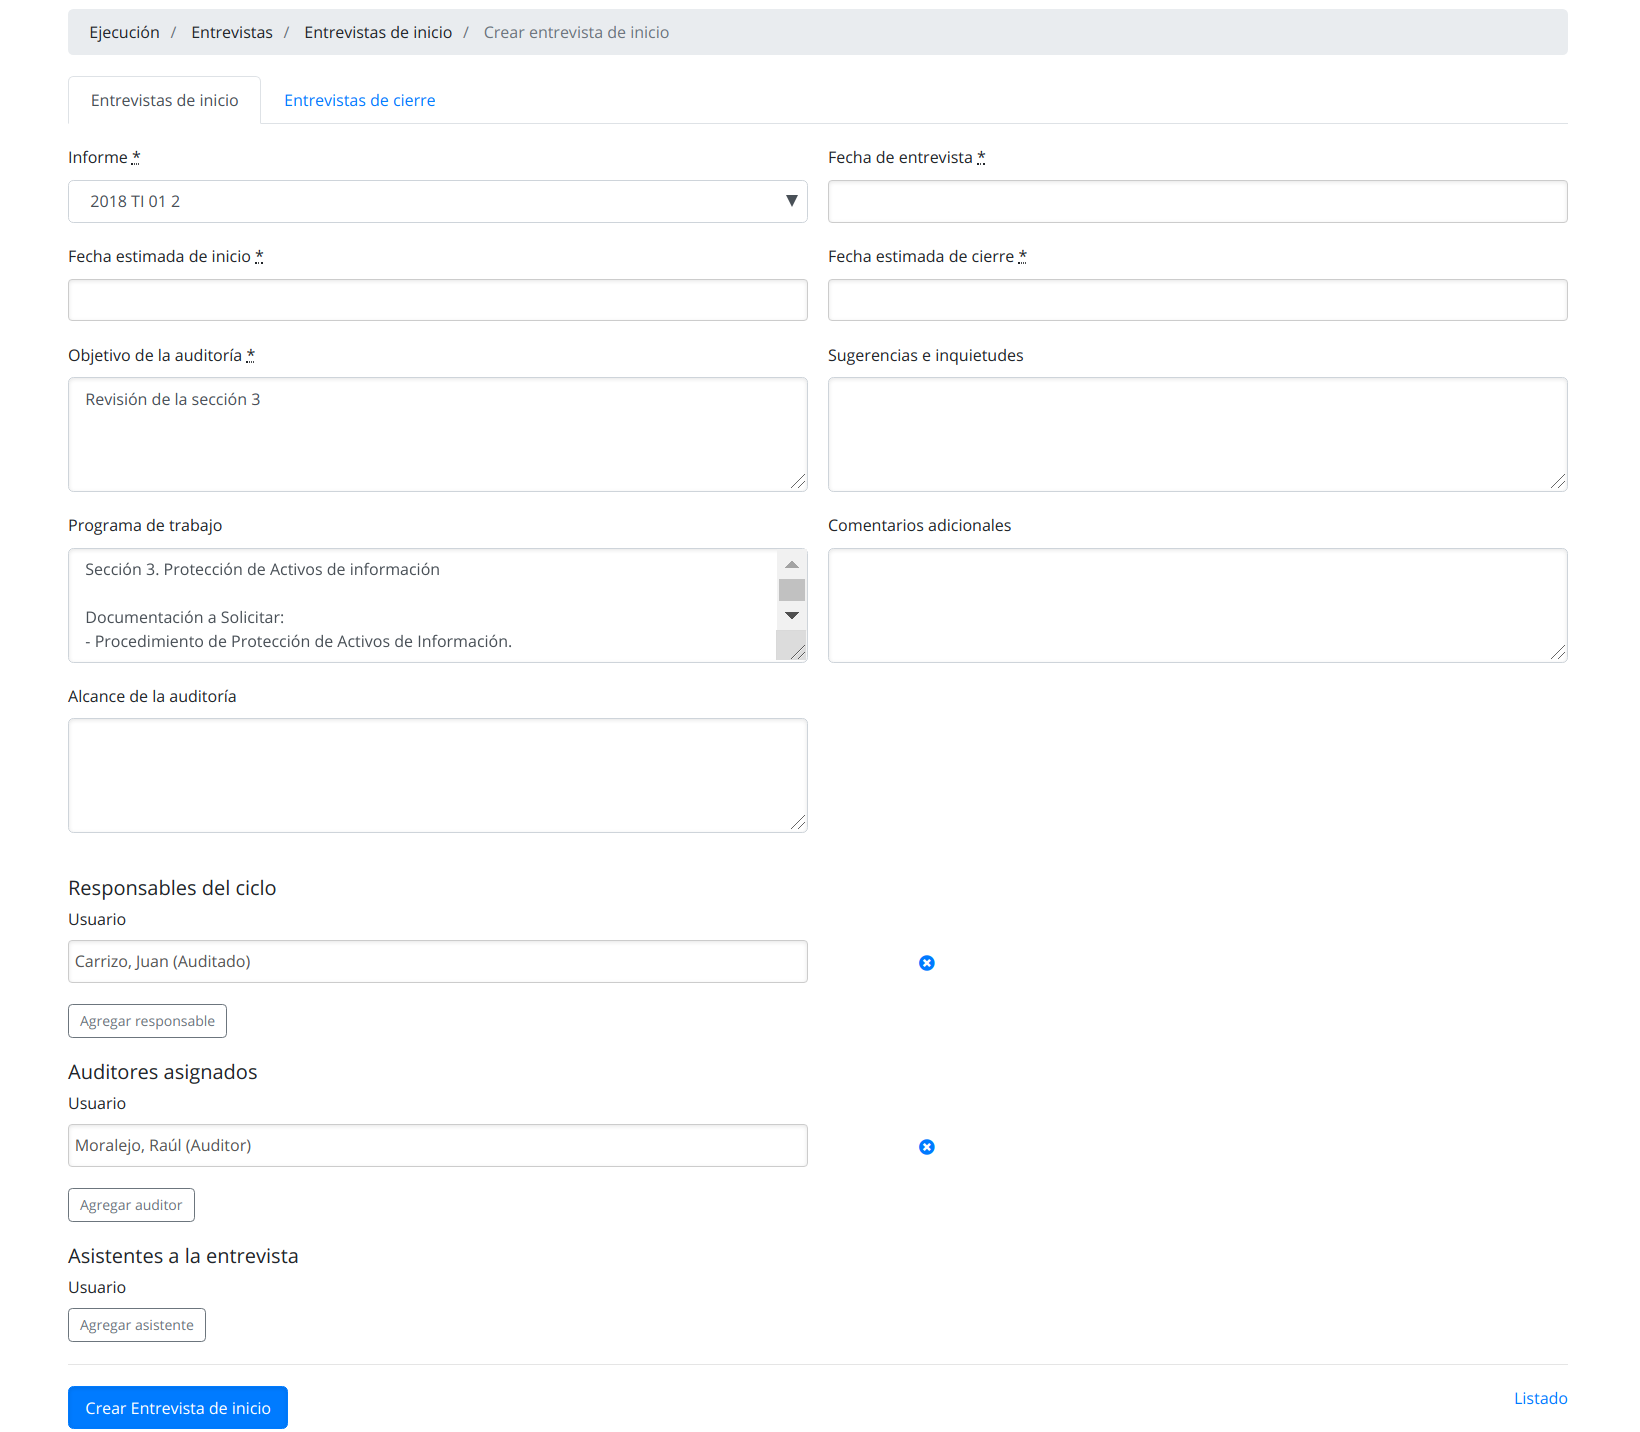 Ejecución / Entrevistas / Entrevistas de inicio / Crear entrevista de inicio
Entrevistas de inicio
Entrevistas de cierre
Informe *
Fecha de entrevista *
2018 TI 01 2
Fecha estimada de inicio *
Fecha estimada de cierre *
Objetivo de la auditoría *
Sugerencias e inquietudes
Revisión de la sección 3
Programa de trabajo
Comentarios adicionales
Sección 3. Protección de Activos de información
Documentación a Solicitar:
- Procedimiento de Protección de Activos de Información.
Alcance de la auditoría
Responsables del ciclo
Usuario
Carrizo, Juan (Auditado)
Agregar responsable
Auditores asignados
Usuario
Moralejo, Raúl (Auditor)
Agregar auditor
Asistentes a la entrevista
Usuario
Agregar asistente
Crear Entrevista de inicio
Listado